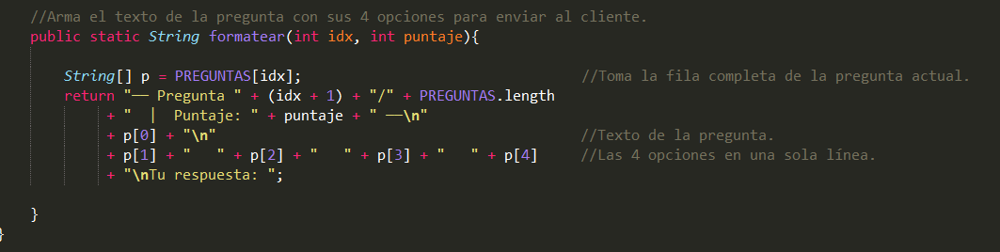 //Arma el texto de la pregunta con sus 4 opciones para enviar al cliente.
public static String formatear(int idx, int puntaje){
String[] p = PREGUNTAS[idx]; //Toma la fila completa de la pregunta actual.
return "── Pregunta " + (idx + 1) + "/" + PREGUNTAS.length
+ "  |  Puntaje: " + puntaje + " ──\n"
+ p[0] + "\n" //Texto de la pregunta.
+ p[1] + "   " + p[2] + "   " + p[3] + "   " + p[4] //Las 4 opciones en una sola línea.
+ "\nTu respuesta: ";
}
}